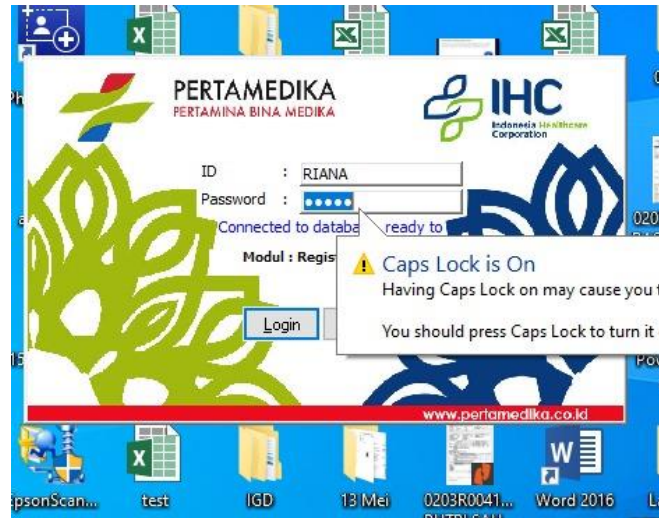 PERTAMEDIKA
PERTAMINA BINA MEDIKA
IHC
Indonesia Healthcare
Corporation
ID : RIANA
Password :
Connected to ready to
Modul :
Caps Lock is On
Having Caps Lock on may cause you
You should press Caps Lock to turn it
Login
www.pertamedika.co.id
EpsonScan...
test
IGD
13 Mei
0203R0041...
Word 2016